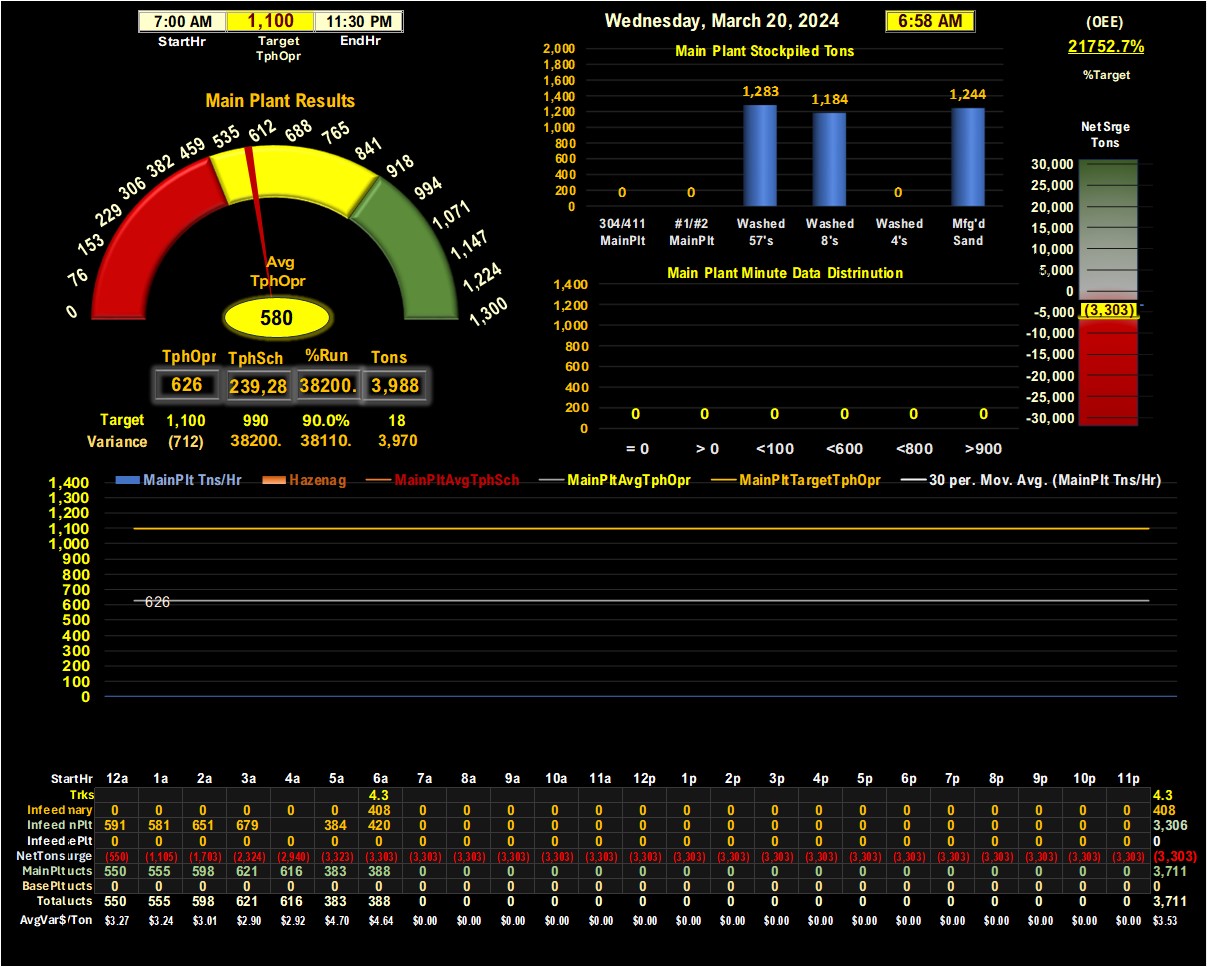 7:00 AM 1,100 11:30 PM
StartHr Target TphOpr EndHr
Wednesday, March 20, 2024 6:58 AM
(OEE)
21752.7%
%Target
Main Plant Results
0 76 153 229 306 382 459 535 612 688 765 841 918 994 1,071 1,147 1,224 1,300
Avg
TphOpr
580
TphOpr TphSch %Run Tons
626 239,28 38200. 3,988
Target 1,100 990 90.0% 18
Variance (712) 38200. 38110. 3,970
Main Plant Stockpiled Tons
2,000
1,800
1,600
1,400
1,200
1,000
800
600
400
200
0
0 0 1,283 1,184 0 1,244
304/411 #1/#2 Washed Washed Washed Mfg'd
MainPlt MainPlt 57's 8's 4's Sand
Main Plant Minute Data Distrinution
1,400
1,200
1,000
800
600
400
200
0
0 0 0 0 0 0
= 0 > 0 <100 <600 <800 >900
Net Srge
Tons
30,000
25,000
20,000
15,000
10,000
5,000
0
-5,000
-10,000
-15,000
-20,000
-25,000
-30,000
(3,303)
MainPlt Tns/Hr Hazenag MainPltAvgTphSch MainPltAvgTphOpr MainPltTargetTphOpr 30 per. Mov. Avg. (MainPlt Tns/Hr)
1,400
1,300
1,200
1,100
1,000
900
800
700
600
500
400
300
200
100
0
626
StartHr 12a 1a 2a 3a 4a 5a 6a 7a 8a 9a 10a 11a 12p 1p 2p 3p 4p 5p 6p 7p 8p 9p 10p 11p
Trks 4.3 4.3
Infeed nary 0 0 0 0 0 0 408 0 0 0 0 0 0 0 0 0 0 0 0 0 0 0 0 0 408
Infeed nPlt 591 581 651 679 384 420 0 0 0 0 0 0 0 0 0 0 0 0 0 0 0 0 0 3,306
Infeed ePlt 0 0 0 0 0 0 0 0 0 0 0 0 0 0 0 0 0 0 0 0 0 0 0 0
NetTons urge (550) (1,105) (1,703) (2,324) (2,940) (3,323) (3,303) (3,303) (3,303) (3,303) (3,303) (3,303) (3,303) (3,303) (3,303) (3,303) (3,303) (3,303) (3,303) (3,303) (3,303) (3,303) (3,303) (3,303) (3,303)
MainPlt ucts 550 555 598 621 616 383 388 0 0 0 0 0 0 0 0 0 0 0 0 0 0 0 0 0 3,711
BasePlt ucts 0 0 0 0 0 0 0 0 0 0 0 0 0 0 0 0 0 0 0 0 0 0 0 0 0
Total ucts 550 555 598 621 616 383 388 0 0 0 0 0 0 0 0 0 0 0 0 0 0 0 0 0 3,711
AvgVar$/Ton $3.27 $3.24 $3.01 $2.90 $2.92 $4.70 $4.64 $0.00 $0.00 $0.00 $0.00 $0.00 $0.00 $0.00 $0.00 $0.00 $0.00 $0.00 $0.00 $0.00 $0.00 $0.00 $0.00 $0.00 $3.53